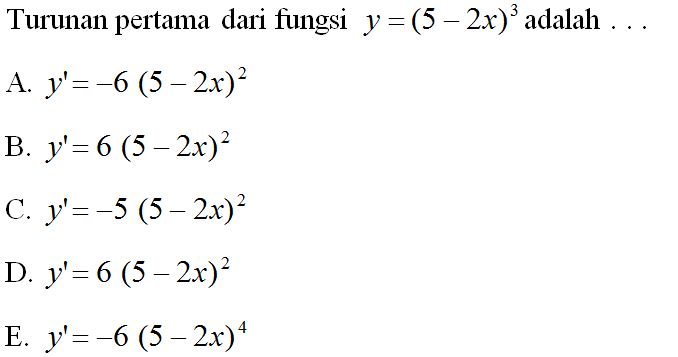 Turunan pertama dari fungsi y = (5 – 2x)³ adalah . . .
A. y' = –6 (5 – 2x)²
B. y' = 6 (5 – 2x)²
C. y' = –5 (5 – 2x)²
D. y' = 6 (5 – 2x)²
E. y' = –6 (5 – 2x)⁴